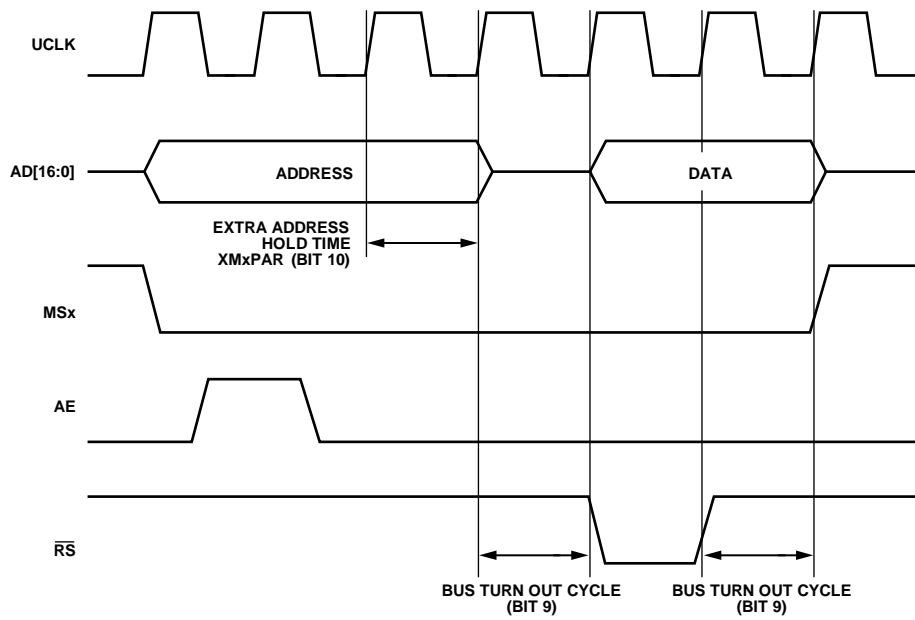 UCLK
AD[16:0]
ADDRESS
DATA
EXTRA ADDRESS
HOLD TIME
XMxPAR (BIT 10)
MSx
AE
RS
BUS TURN OUT CYCLE
(BIT 9)
BUS TURN OUT CYCLE
(BIT 9)